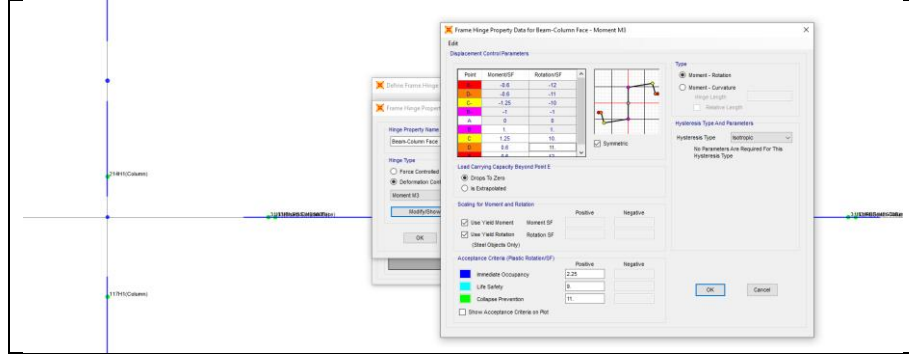 Frame Hinge Property Data for Beam-Column Face - Moment M3
Edit
Displacement Control Parameters
Point Moment/SF Rotation/SF
E- -0.6 -12
D- -0.6 -11
C- -1.25 -10
B- -1 -1
A 0 0
B 1. 1.
C 1.25 10.
D 0.6 11.
Symmetric
Load Carrying Capacity Beyond Point E
Drops To Zero
Is Extrapolated
Scaling for Moment and Rotation
Positive Negative
Use Yield Moment Moment SF
Use Yield Rotation Rotation SF
(Steel Objects Only)
Acceptance Criteria (Plastic Rotation/SF)
Positive Negative
Immediate Occupancy 2.25
Life Safety
Collapse Prevention 11.
Show Acceptance Criteria on Plot
Type
Moment - Rotation
Moment - Curvature
Hinge Length
Relative Length
Hysteresis Type And Parameters
Hysteresis Type Isotropic
No Parameters Are Required For This
Hysteresis Type
OK Cancel
Define Frame Hinge
Frame Hinge Propert
Hinge Property Name
Beam-Column Face
Hinge Type
Force Controlled
Deformation Cont
Moment M3
Modify/Show
OK
214H1(Column)
117H1(Column)